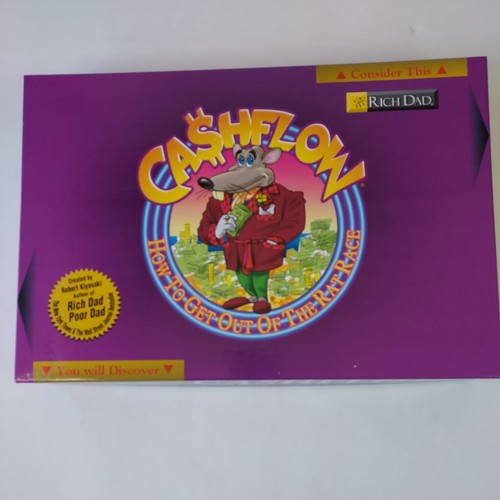 ▲ Consider This ▲
RICH DAD.
CA$HFLOW®
HOW TO GET OUT OF THE RAT RACE
Created by
Robert Kiyosaki
Author of
Rich Dad
Poor Dad
▼ You will Discover ▼